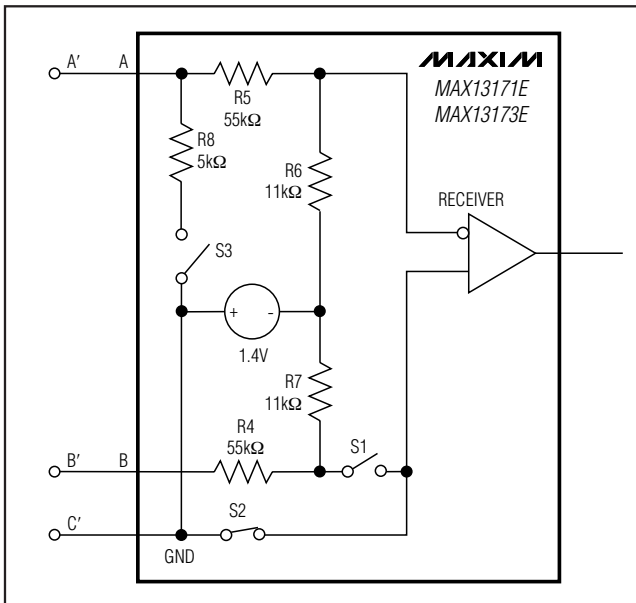 MAXIM
MAX13171E
MAX13173E
A′ A
R5
55kΩ
R8
5kΩ
R6
11kΩ
RECEIVER
S3
+ -
1.4V
R7
11kΩ
R4
55kΩ
S1
B′ B
S2
C′
GND